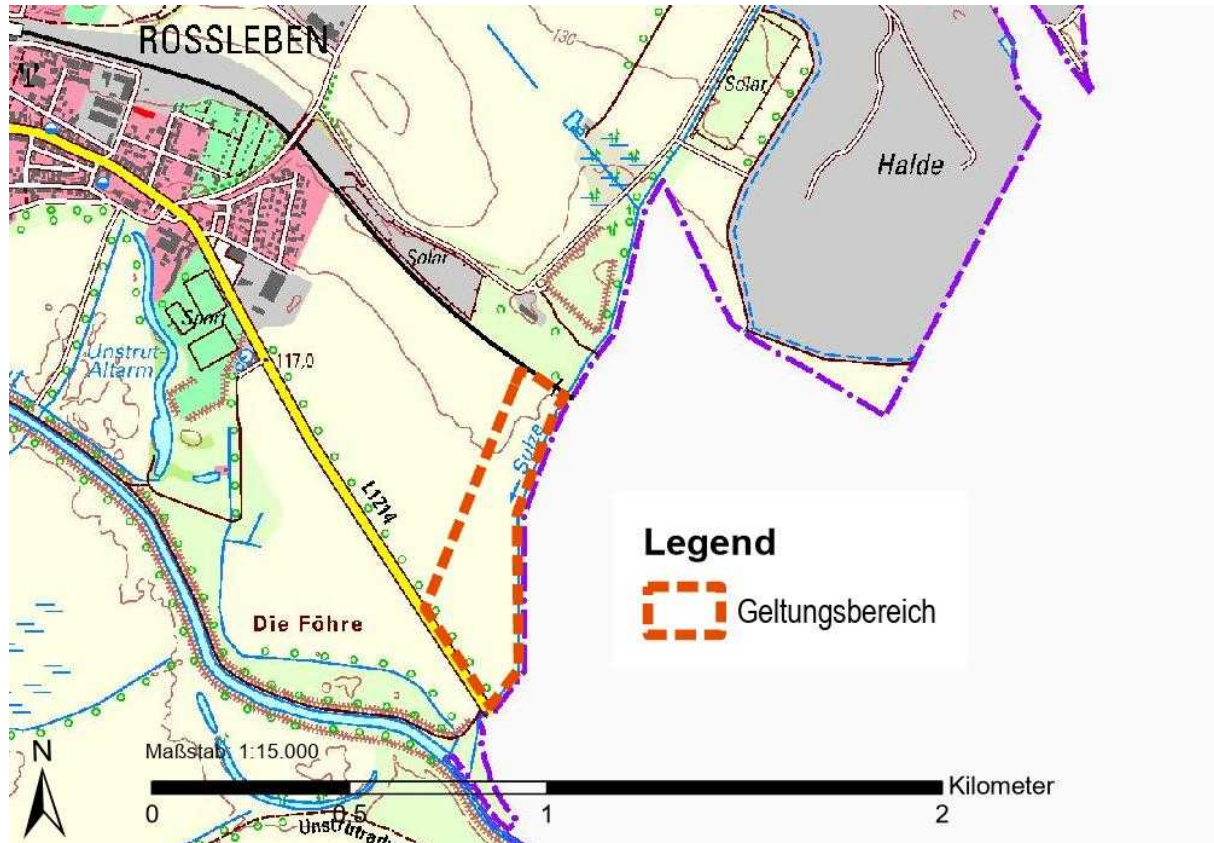 ROSSLEBEN
130
Solar
Halde
Solar
Sport
Unstrut-
Altarm
117,0
Sulze
L1214
Legend
Geltungsbereich
Die Föhre
N
Maßstab: 1:15.000
Kilometer
0 0,5 1 2